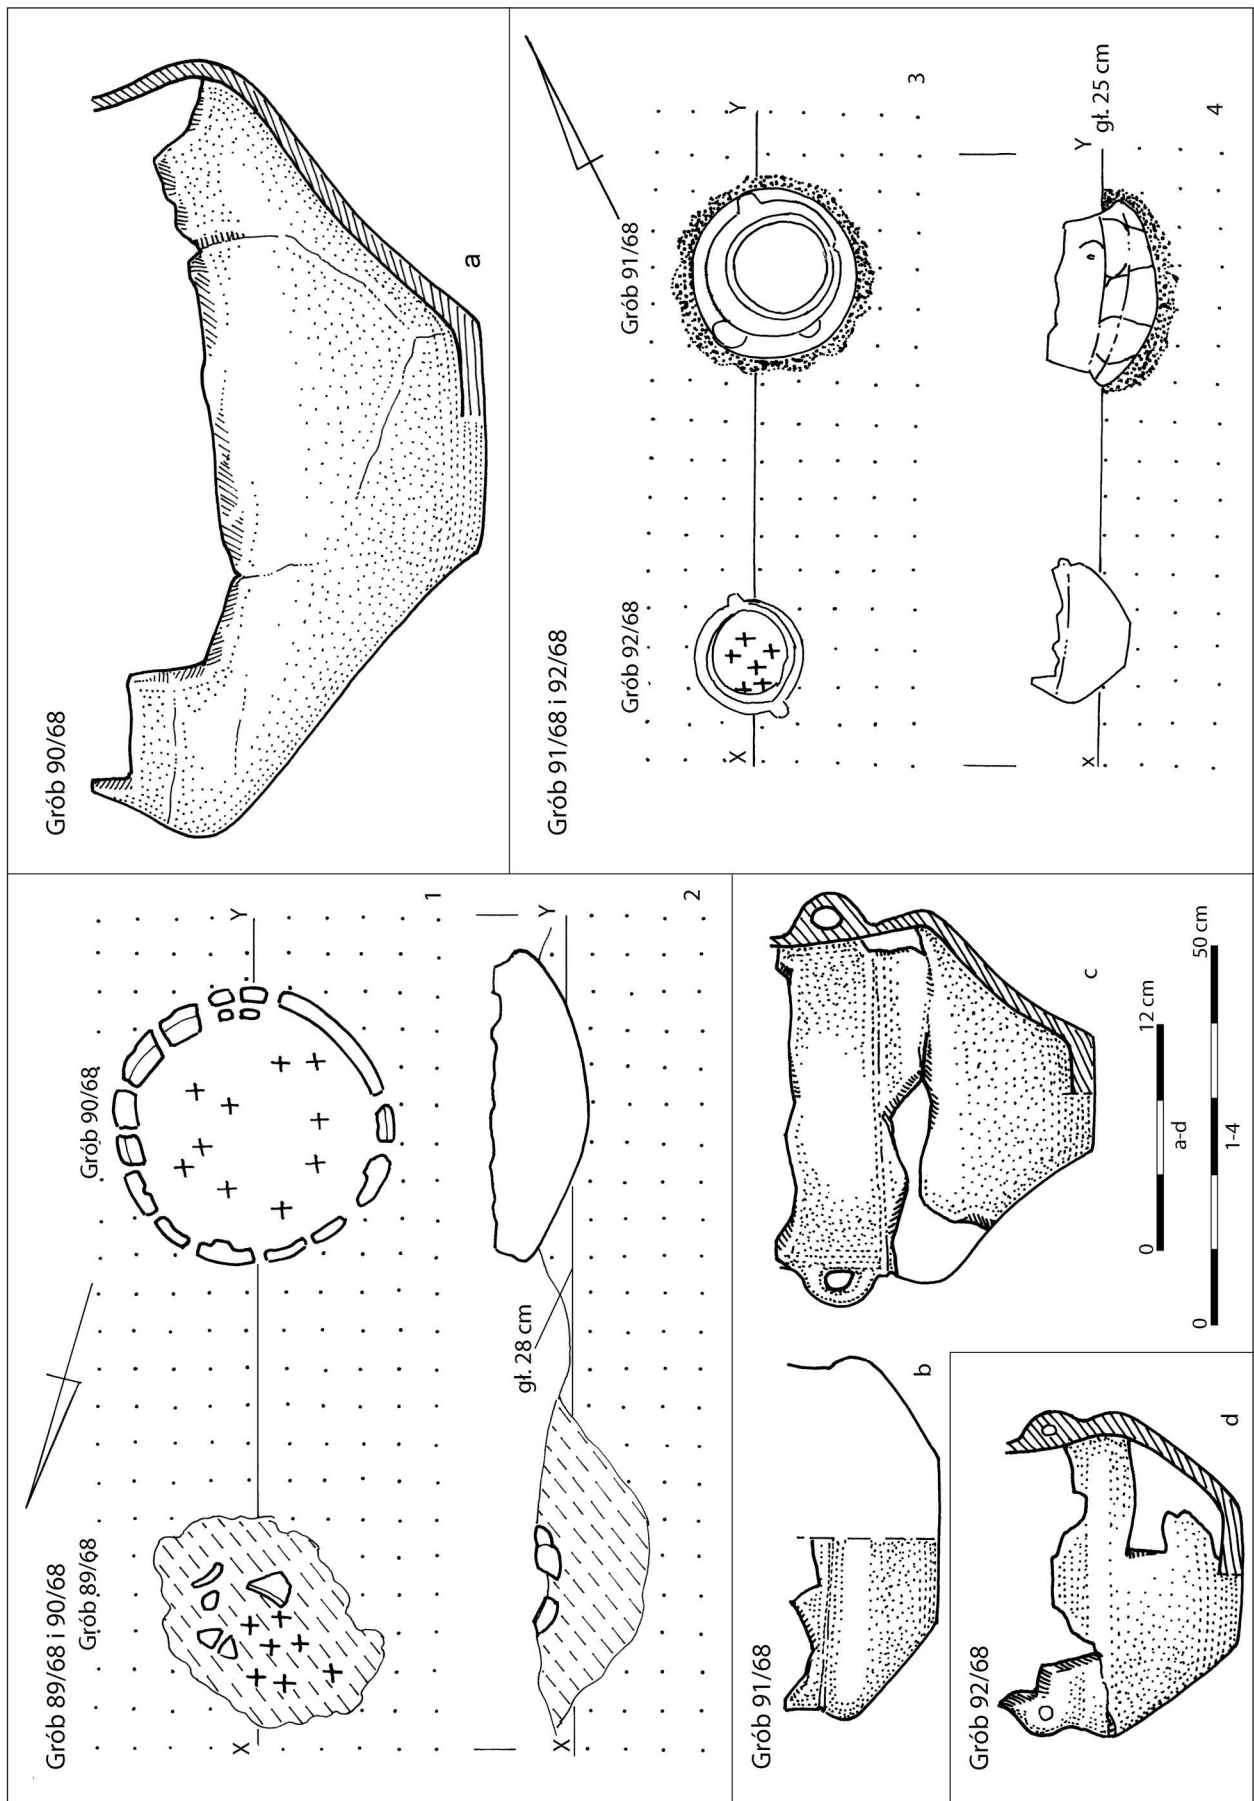 Grób 89/68 i 90/68
Grób 89/68
Grób 90/68
X
Y
1
gł. 28 cm
X
Y
2
Grób 90/68
a
Grób 91/68
b
c
0
12 cm
a-d
0
50 cm
1-4
Grób 92/68
d
Grób 91/68 i 92/68
Grób 92/68
Grób 91/68
X
Y
3
x
Y
gł. 25 cm
4